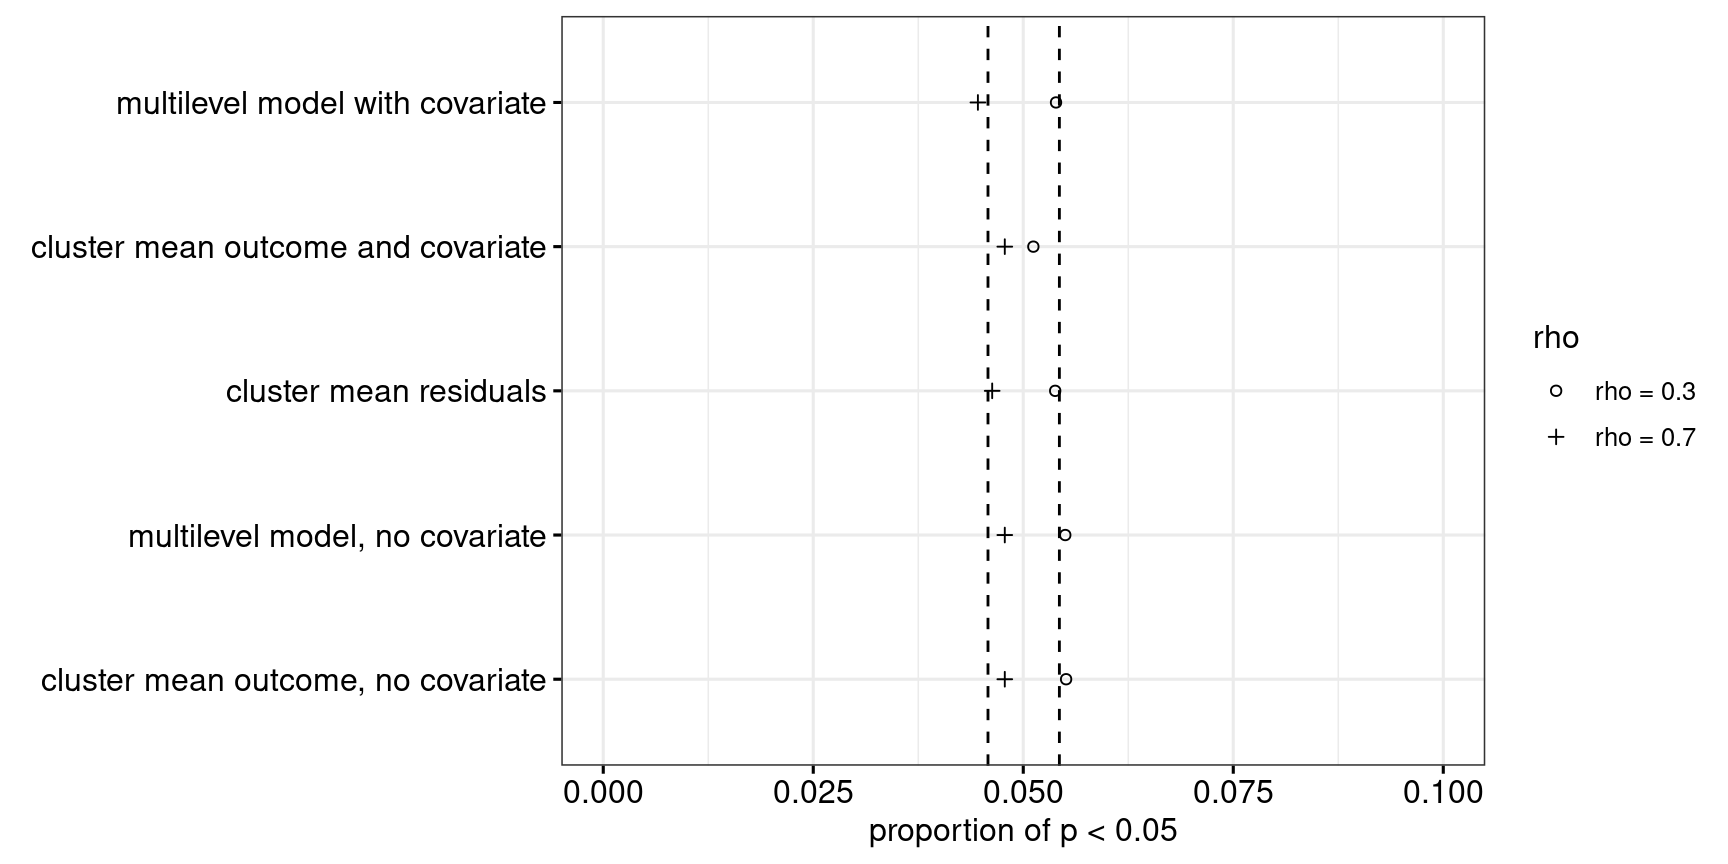 multilevel model with covariate
cluster mean outcome and covariate
cluster mean residuals
multilevel model, no covariate
cluster mean outcome, no covariate
0.000 0.025 0.050 0.075 0.100
proportion of p < 0.05
rho
rho = 0.3
rho = 0.7